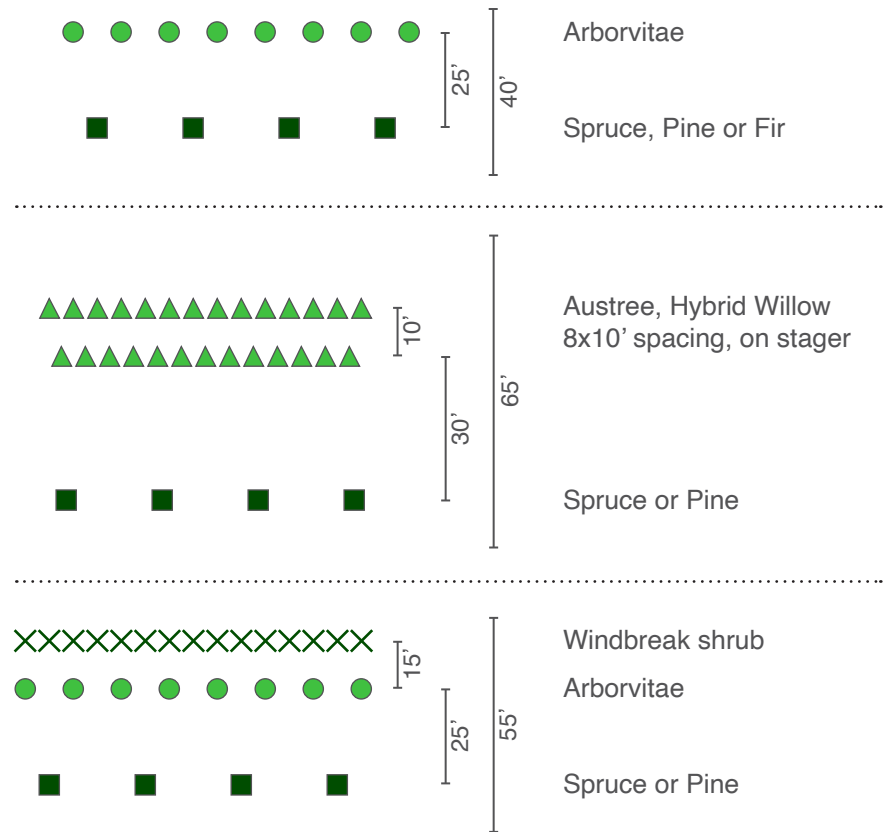 Arborvitae
25’
40’
Spruce, Pine or Fir
Austree, Hybrid Willow
8x10’ spacing, on stager
10’
65’
30’
Spruce or Pine
Windbreak shrub
15’
Arborvitae
25’
55’
Spruce or Pine